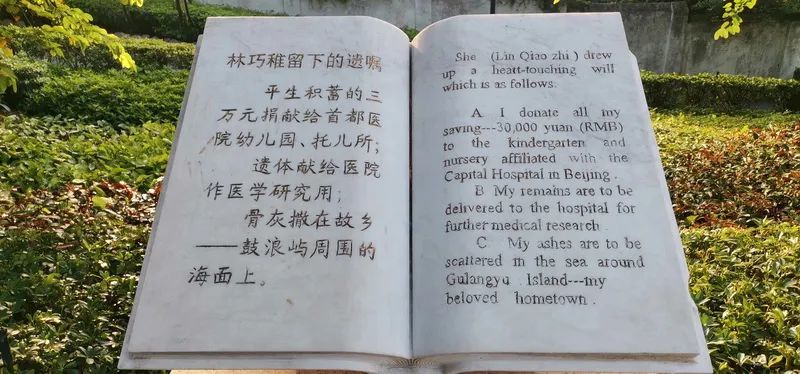 林巧稚留下的遗嘱
平生积蓄的三
万元捐献给首都医
院幼儿园、托儿所；
遗体献给医院
作医学研究用；
骨灰撒在故乡
——鼓浪屿周围的
海面上。
She (Lin Qiao zhi) drew
up a heart-touching will
which is as follows:
A I donate all my
saving---30,000 yuan (RMB)
to the kindergarten and
nursery affiliated with the
Capital Hospital in Beijing.
B My remains are to be
delivered to the hospital for
further medical research.
C. My ashes are to be
scattered in the sea around
Gulangyu Island---my
beloved hometown.